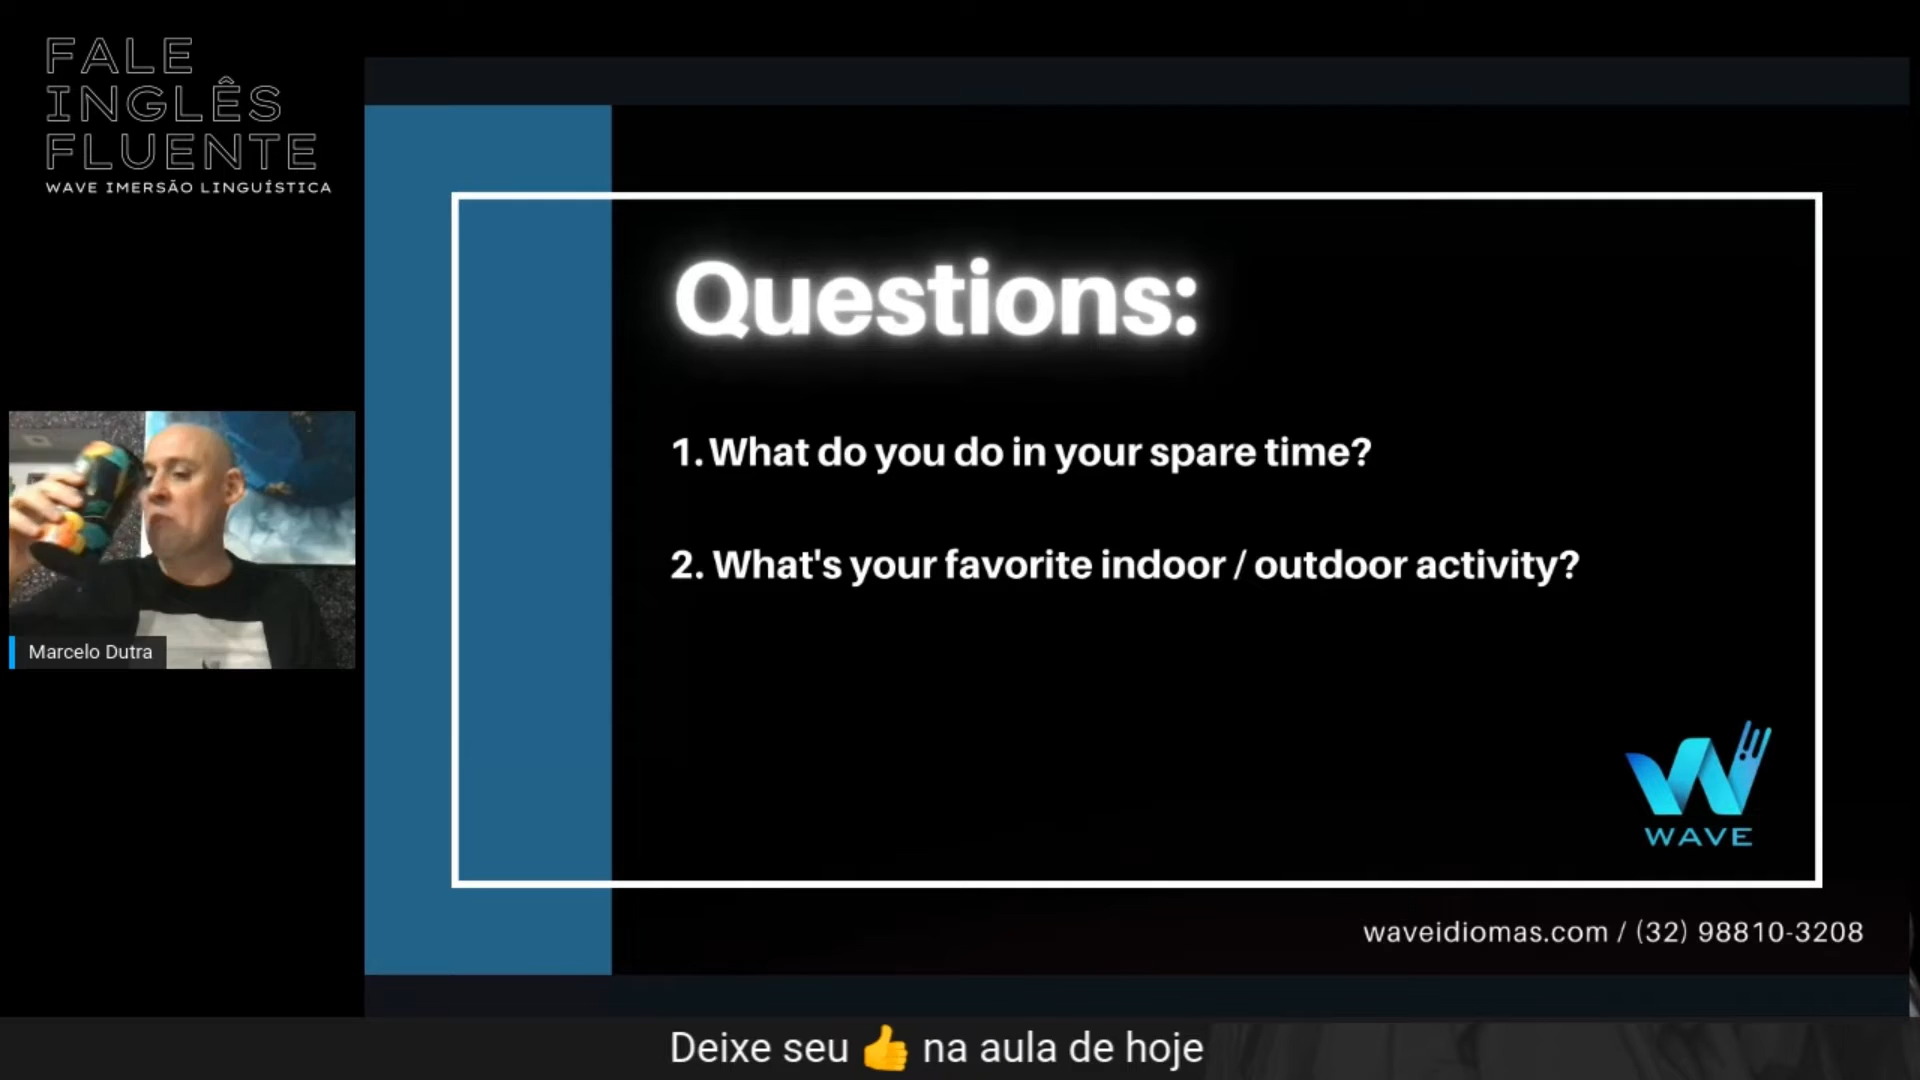 FALE
INGLÊS
FLUENTE
WAVE IMERSÃO LINGUÍSTICA
Questions:
1. What do you do in your spare time?
2. What's your favorite indoor / outdoor activity?
Marcelo Dutra
WAVE
waveidiomas.com / (32) 98810-3208
Deixe seu 👍 na aula de hoje